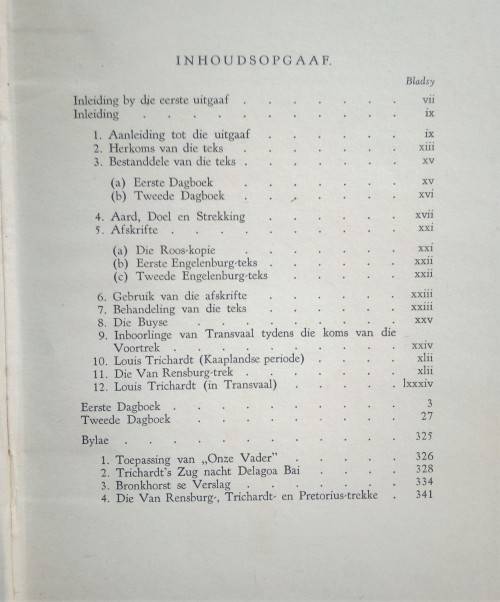 INHOUDSOPGAAF.
Bladsy
Inleiding by die eerste uitgaaf . . . . . . . vii
Inleiding . . . . . . . . . ix
1. Aanleiding tot die uitgaaf . . . . . . ix
2. Herkoms van die teks . . . . . . . xiii
3. Bestanddele van die teks . . . . . . . xv
(a) Eerste Dagboek . . . . . . . xv
(b) Tweede Dagboek . . . . . . . xvi
4. Aard, Doel en Strekking . . . . . . xvii
5. Afskrifte . . . . . . . . . xxi
(a) Die Roos-kopie . . . . . . . xxi
(b) Eerste Engelenburg-teks . . . . . xxii
(c) Tweede Engelenburg-teks . . . . . xxii
6. Gebruik van die afskrifte . . . . . . xxiii
7. Behandeling van die teks . . . . . . xxiii
8. Die Buyse . . . . . . . . xxv
9. Inboorlinge van Transvaal tydens die koms van die
Voortrek . . . . . . . . . xxiv
10. Louis Trichardt (Kaaplandse periode) . . . . xlii
11. Die Van Rensburg-trek . . . . . . xlii
12. Louis Trichardt (in Transvaal) . . . . . lxxxiv
Eerste Dagboek . . . . . . . . . 3
Tweede Dagboek . . . . . . . . . 27
Bylae . . . . . . . . . . 325
1. Toepassing van „Onze Vader” . . . . . 326
2. Trichardt's Zug nacht Delagoa Bai . . . . 328
3. Bronkhorst se Verslag . . . . . . . 334
4. Die Van Rensburg-, Trichardt- en Pretorius-trekke . 341